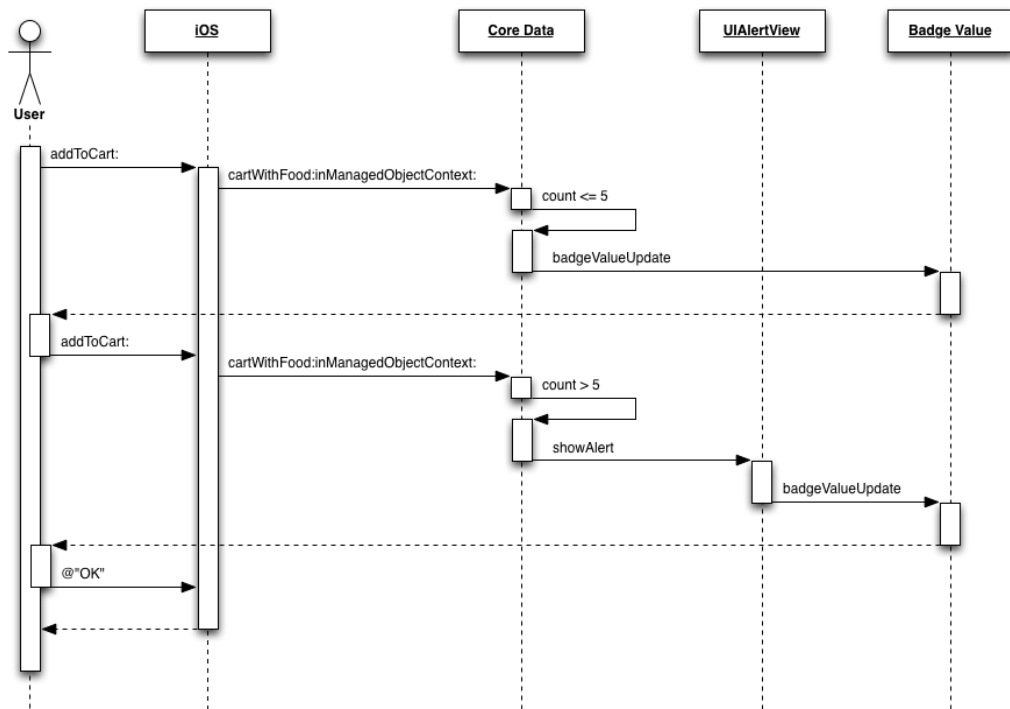 iOS
Core Data
UIAlertView
Badge Value
User
addToCart:
cartWithFood:inManagedObjectContext:
count <= 5
badgeValueUpdate
addToCart:
cartWithFood:inManagedObjectContext:
count > 5
showAlert
badgeValueUpdate
@"OK"